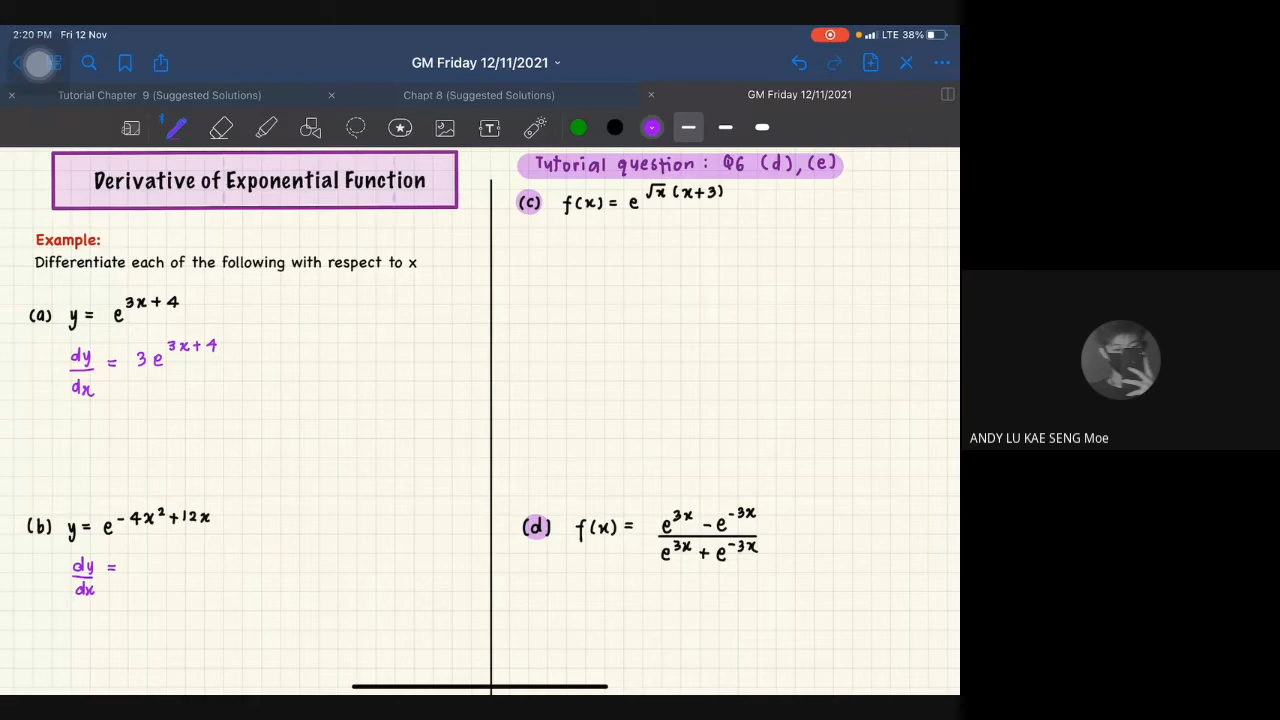 2:20 PM Fri 12 Nov
LTE 38%
GM Friday 12/11/2021
Tutorial Chapter 9 (Suggested Solutions)
Chapt 8 (Suggested Solutions)
GM Friday 12/11/2021
Derivative of Exponential Function
Example:
Differentiate each of the following with respect to x
(a) y = e^{3x+4}
dy/dx = 3e^{3x+4}
(b) y = e^{-4x²+12x}
dy/dx =
Tutorial question : Q6 (d), (e)
(c) f(x) = e^{√x (x+3)}
(d) f(x) = (e^{3x} - e^{-3x}) / (e^{3x} + e^{-3x})
ANDY LU KAE SENG Moe